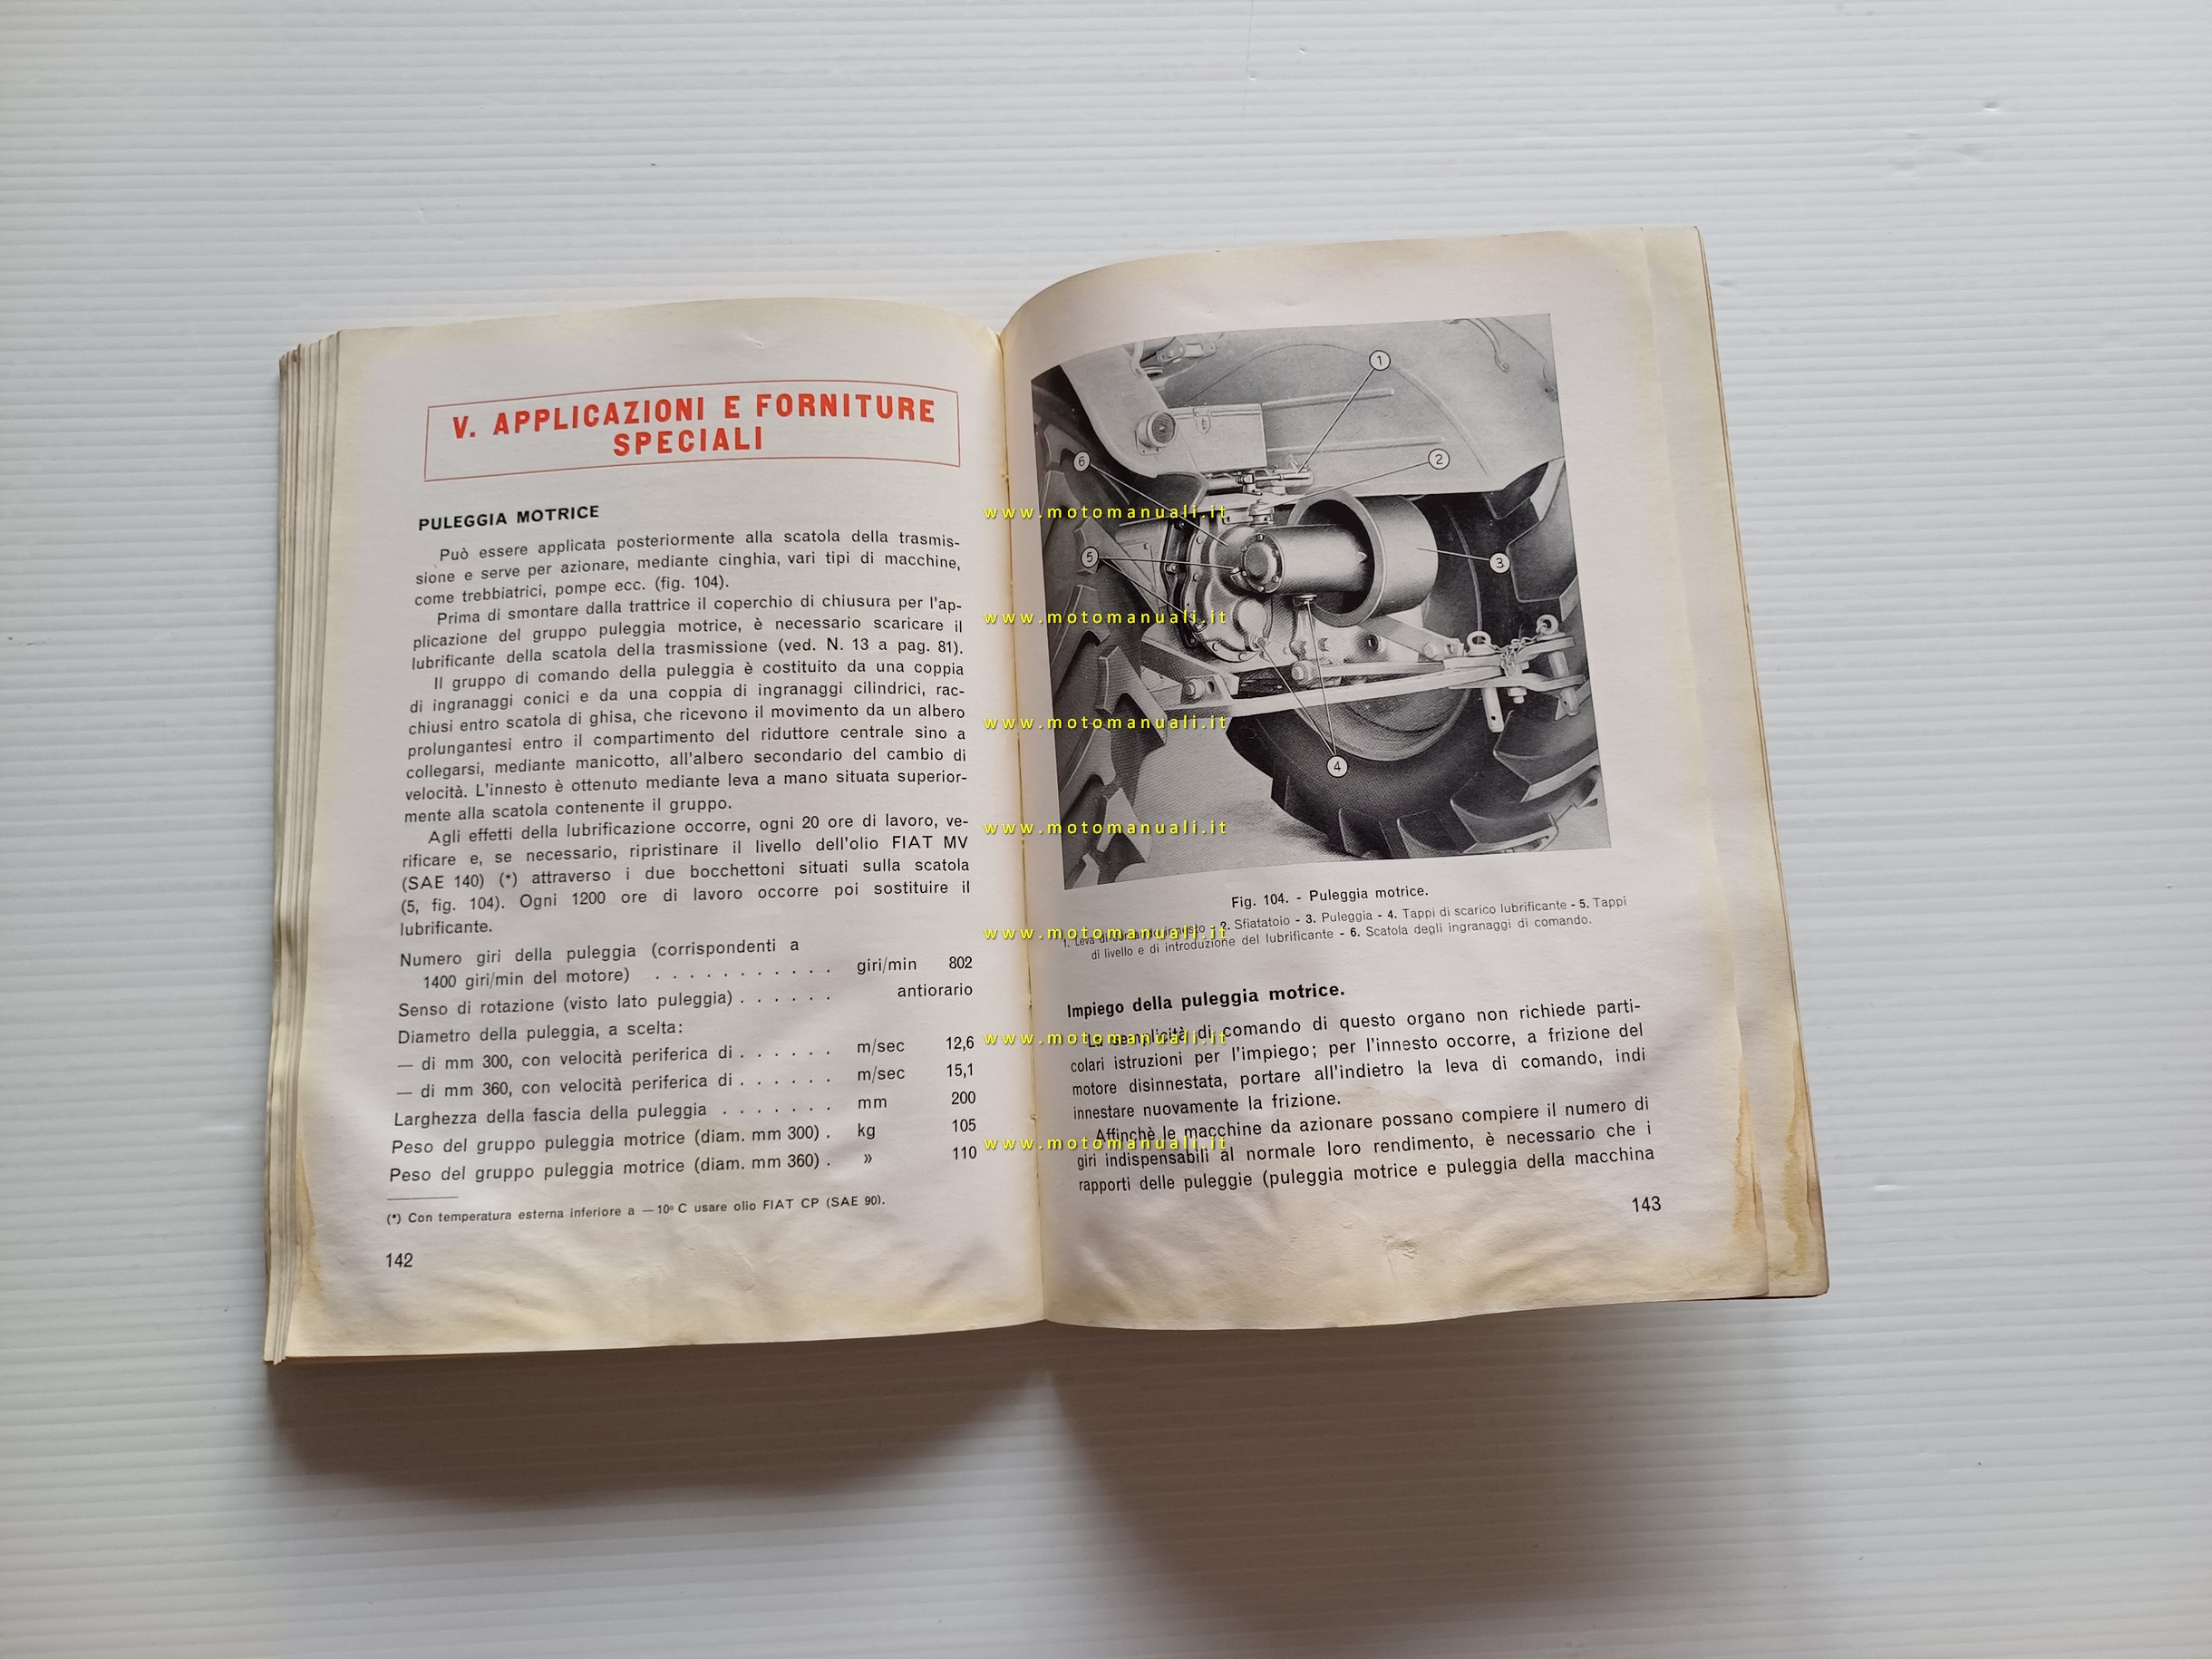 V. APPLICAZIONI E FORNITURE
SPECIALI
PULEGGIA MOTRICE
Può essere applicata posteriormente alla scatola della trasmis-
sione e serve per azionare, mediante cinghia, vari tipi di macchine,
come trebbiatrici, pompe ecc. (fig. 104).
Prima di smontare dalla trattrice il coperchio di chiusura per l'ap-
plicazione del gruppo puleggia motrice, è necessario scaricare il
lubrificante della scatola della trasmissione (ved. N. 13 a pag. 81).
Il gruppo di comando della puleggia è costituito da una coppia
di ingranaggi conici e da una coppia di ingranaggi cilindrici, rac-
chiusi entro scatola di ghisa, che ricevono il movimento da un albero
prolungantesi entro il compartimento del riduttore centrale sino a
collegarsi, mediante manicotto, all'albero secondario del cambio di
velocità. L'innesto è ottenuto mediante leva a mano situata superior-
mente alla scatola contenente il gruppo.
Agli effetti della lubrificazione occorre, ogni 20 ore di lavoro, ve-
rificare e, se necessario, ripristinare il livello dell'olio FIAT MV
(SAE 140) (*) attraverso i due bocchettoni situati sulla scatola
(5, fig. 104). Ogni 1200 ore di lavoro occorre poi sostituire il
lubrificante.
Numero giri della puleggia (corrispondenti a
1400 giri/min del motore) . . . . . . . . . . . giri/min 802
Senso di rotazione (visto lato puleggia) . . . . . . antiorario
Diametro della puleggia, a scelta:
— di mm 300, con velocità periferica di . . . . . . m/sec 12,6
— di mm 360, con velocità periferica di . . . . . . m/sec 15,1
Larghezza della fascia della puleggia . . . . . . . mm 200
Peso del gruppo puleggia motrice (diam. mm 300) . kg 105
Peso del gruppo puleggia motrice (diam. mm 360) . » 110
(*) Con temperatura esterna inferiore a —10° C usare olio FIAT CP (SAE 90).
142
1
2
6
5
3
4
Fig. 104. - Puleggia motrice.
1. Leva di comando innesto - 2. Sfiatatoio - 3. Puleggia - 4. Tappi di scarico lubrificante - 5. Tappi
di livello e di introduzione del lubrificante - 6. Scatola degli ingranaggi di comando.
Impiego della puleggia motrice.
La semplicità di comando di questo organo non richiede parti-
colari istruzioni per l'impiego; per l'innesto occorre, a frizione del
motore disinnestata, portare all'indietro la leva di comando, indi
innestare nuovamente la frizione.
Affinchè le macchine da azionare possano compiere il numero di
giri indispensabili al normale loro rendimento, è necessario che i
rapporti delle puleggie (puleggia motrice e puleggia della macchina
143
www.motomanuali.it
www.motomanuali.it
www.motomanuali.it
www.motomanuali.it
www.motomanuali.it
www.motomanuali.it
www.motomanuali.it